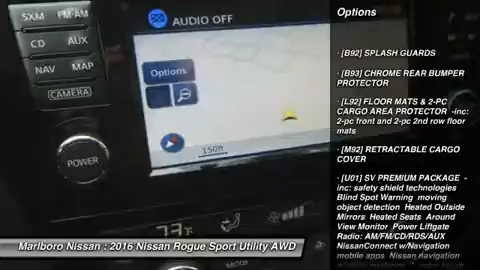 SXM
FM-AM
CD
AUX
NAV
MAP
CAMERA
POWER
AUDIO OFF
Options
150ft
Marlboro Nissan : 2016 Nissan Rogue Sport Utility AWD
Options
· [B92] SPLASH GUARDS
· [B93] CHROME REAR BUMPER
PROTECTOR
· [L92] FLOOR MATS & 2-PC
CARGO AREA PROTECTOR -inc:
2-pc front and 2-pc 2nd row floor
mats
· [M92] RETRACTABLE CARGO
COVER
· [U01] SV PREMIUM PACKAGE -
inc: safety shield technologies
Blind Spot Warning moving
object detection Heated Outside
Mirrors Heated Seats Around
View Monitor Power Liftgate
Radio: AM/FM/CD/RDS/AUX
NissanConnect w/Navigation
mobile apps Nissan navigation